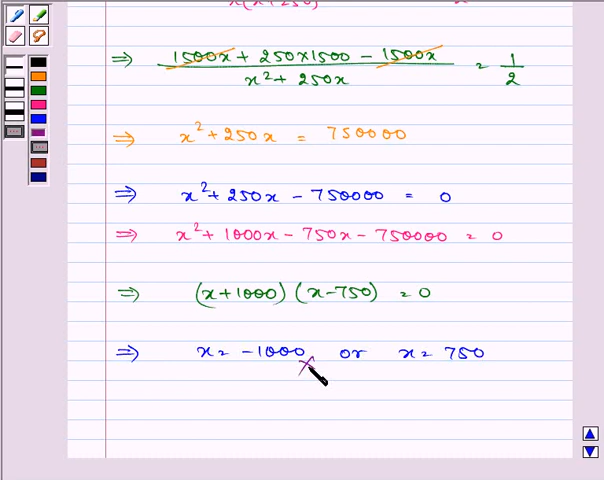 x(x+250) x
⇒ 1500x + 250×1500 - 1500x / x² + 250x = 1/2
⇒ x² + 250x = 750000
⇒ x² + 250x - 750000 = 0
⇒ x² + 1000x - 750x - 750000 = 0
⇒ (x+1000) (x-750) = 0
⇒ x = -1000 or x = 750